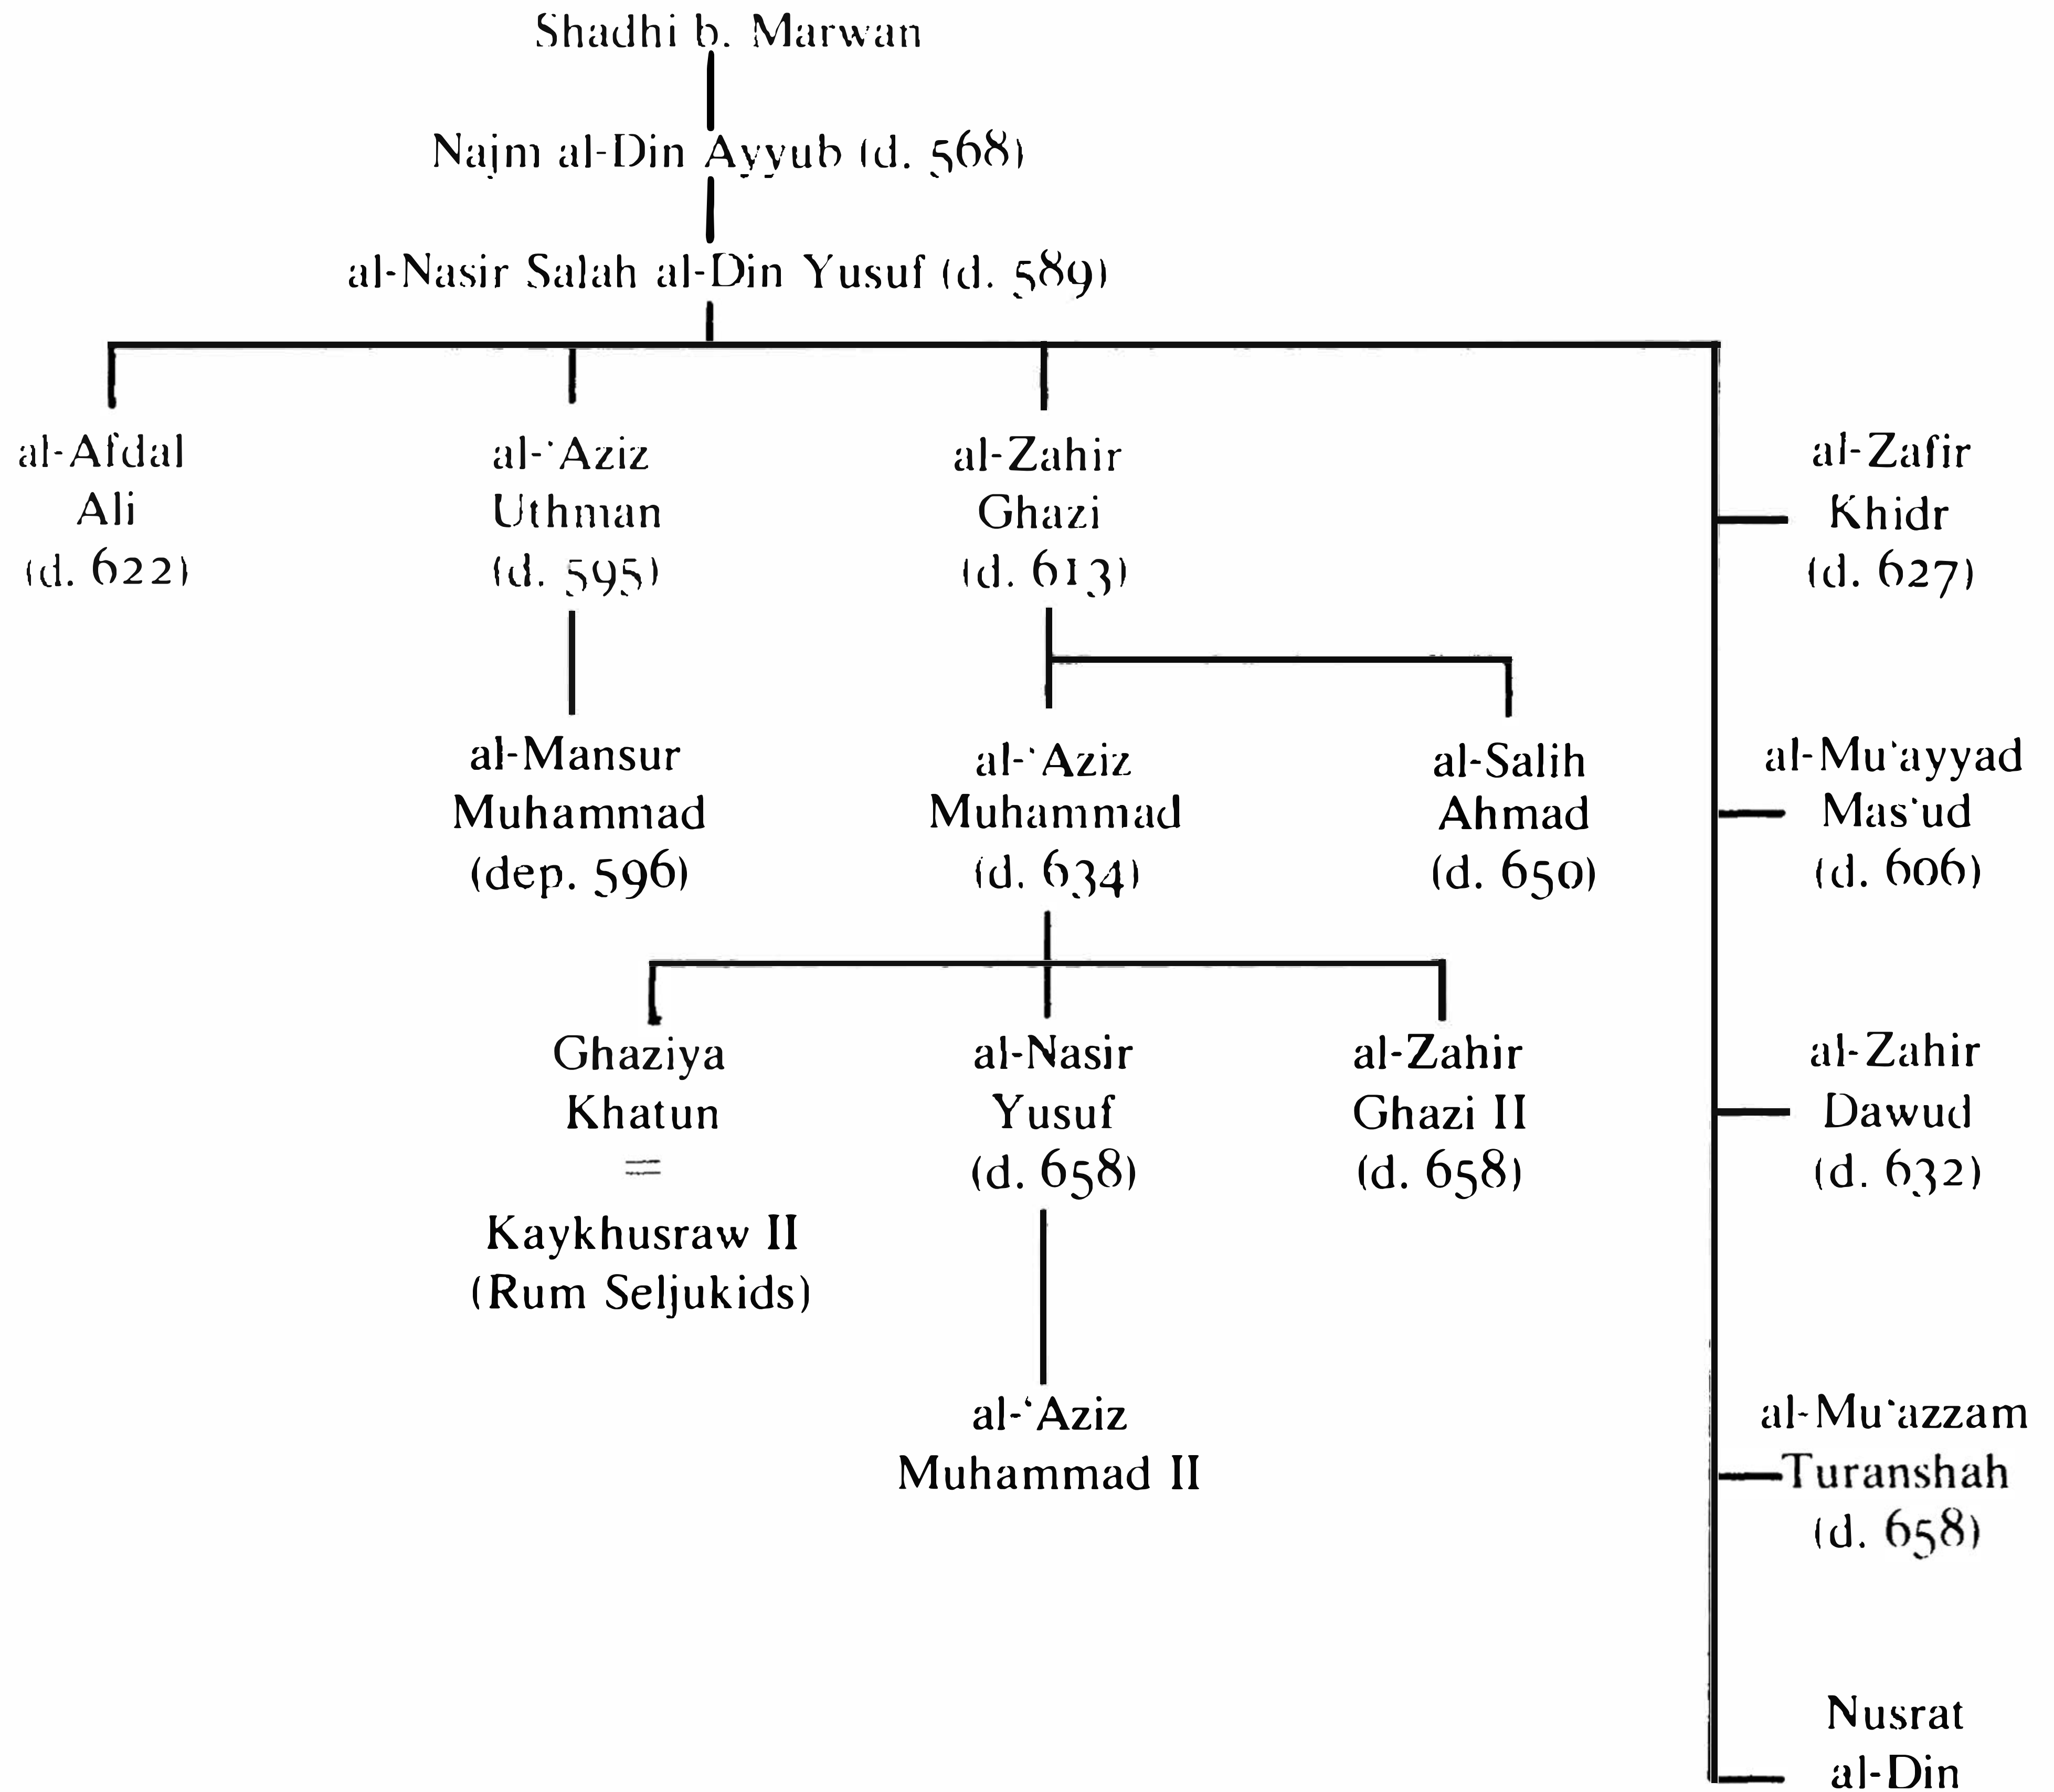 Shadhi b. Marwan
Najm al-Din Ayyub (d. 568)
al-Nasir Salah al-Din Yusuf (d. 589)
al-Afdal
Ali
(d. 622)
al-‘Aziz
Uthman
(d. 595)
al-Zahir
Ghazi
(d. 613)
al-Zafir
Khidr
(d. 627)
al-Mansur
Muhammad
(dep. 596)
al-‘Aziz
Muhammad
(d. 634)
al-Salih
Ahmad
(d. 650)
al-Mu‘ayyad
Mas‘ud
(d. 606)
Ghaziya
Khatun
=
Kaykhusraw II
(Rum Seljukids)
al-Nasir
Yusuf
(d. 658)
al-Zahir
Ghazi II
(d. 658)
al-Zahir
Dawud
(d. 632)
al-‘Aziz
Muhammad II
al-Mu‘azzam
Turanshah
(d. 658)
Nusrat
al-Din